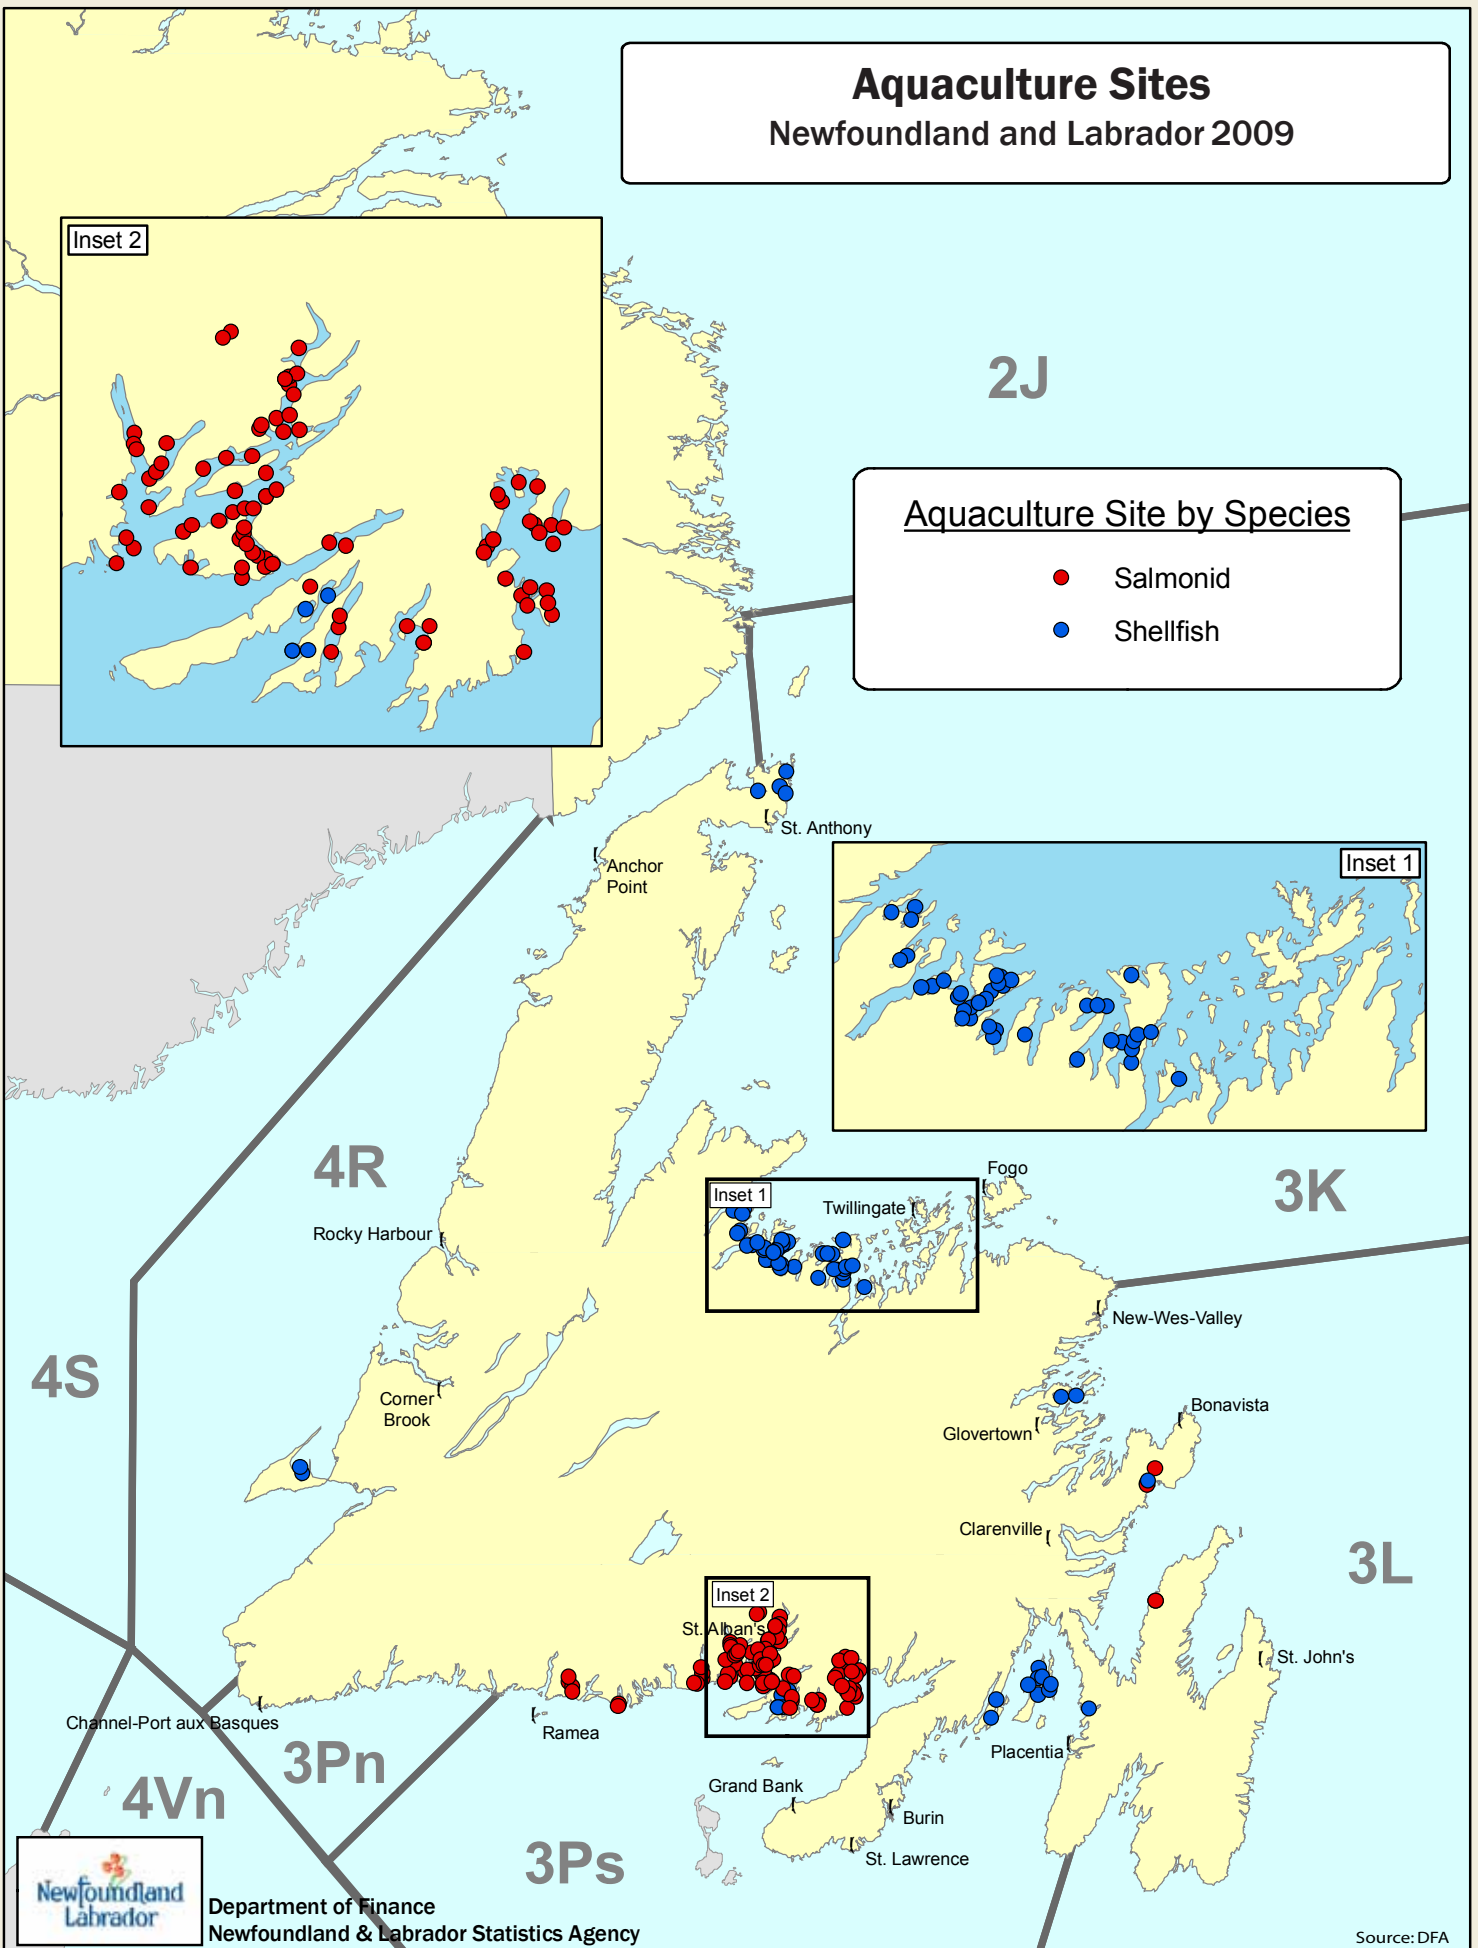 Aquaculture Sites
Newfoundland and Labrador 2009
Inset 2
2J
Aquaculture Site by Species
Salmonid
Shellfish
St. Anthony
Anchor
Point
Inset 1
4R
Fogo
3K
Inset 1
Twillingate
Rocky Harbour
New-Wes-Valley
4S
Corner
Brook
Bonavista
Glovertown
Clarenville
3L
Inset 2
St. Alban's
St. John's
Channel-Port aux Basques
Ramea
Placentia
3Pn
4Vn
Grand Bank
Burin
St. Lawrence
3Ps
Newfoundland
Labrador
Department of Finance
Newfoundland & Labrador Statistics Agency
Source: DFA